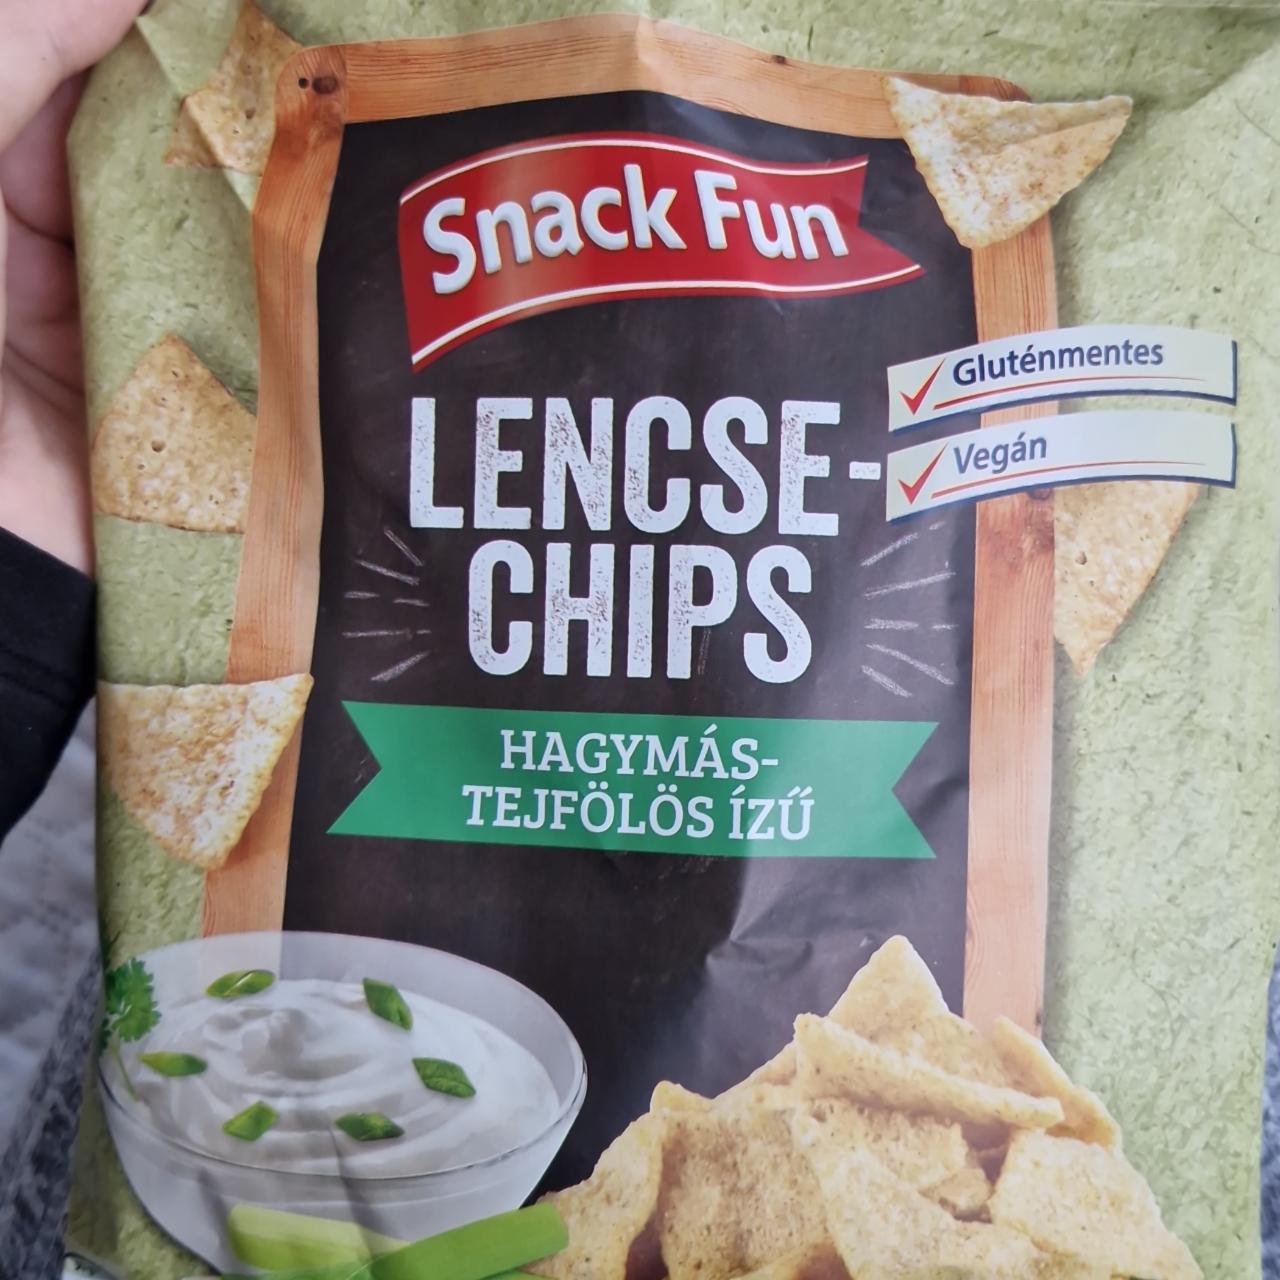 Snack Fun
LENCSE-
CHIPS
Gluténmentes
Vegán
HAGYMÁS-
TEJFÖLÖS ÍZŰ